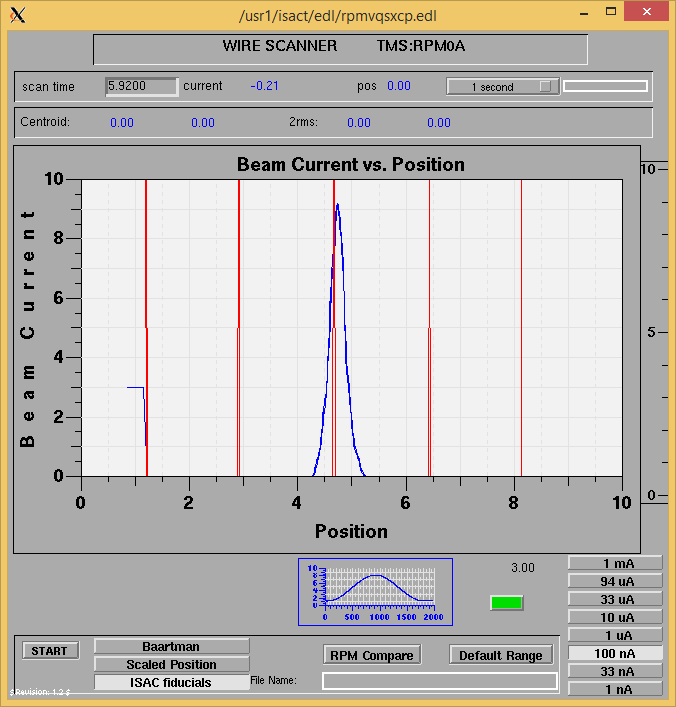 /usr1/isact/edl/rpmvqsxcp.edl
WIRE SCANNER TMS:RPM0A
scan time 5.9200 current -0.21 pos 0.00 1 second
Centroid: 0.00 0.00 2rms: 0.00 0.00
Beam Current vs. Position
Beam Current
10
8
6
4
2
0
0 2 4 6 8 10
Position
10
5
0
10
8
6
4
2
0
0 500 1000 1500 2000
3.00
1 mA
94 uA
33 uA
10 uA
1 uA
100 nA
33 nA
1 nA
START
Baartman
Scaled Position
ISAC fiducials
RPM Compare
Default Range
File Name:
$Revision: 1.2 $